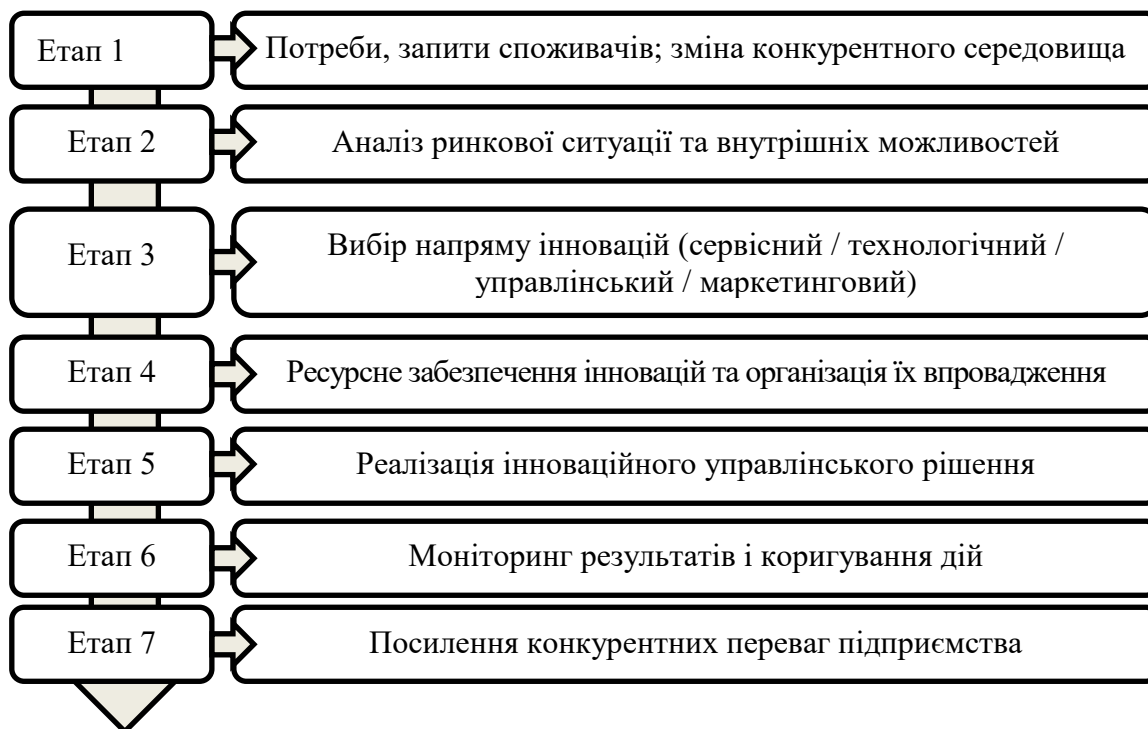 Етап 1
Потреби, запити споживачів; зміна конкурентного середовища
Етап 2
Аналіз ринкової ситуації та внутрішніх можливостей
Етап 3
Вибір напряму інновацій (сервісний / технологічний /
управлінський / маркетинговий)
Етап 4
Ресурсне забезпечення інновацій та організація їх впровадження
Етап 5
Реалізація інноваційного управлінського рішення
Етап 6
Моніторинг результатів і коригування дій
Етап 7
Посилення конкурентних переваг підприємства